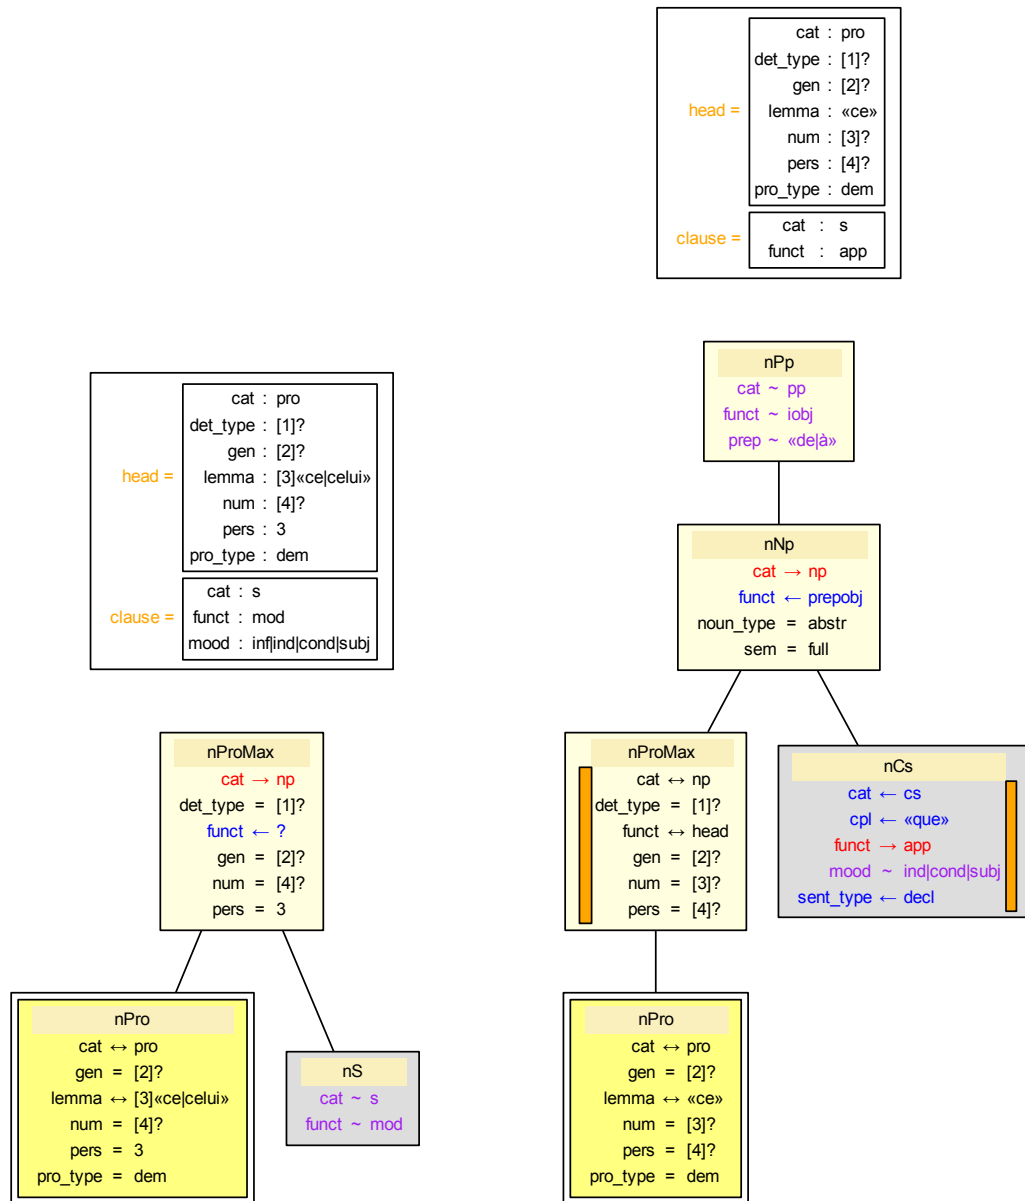 head =
cat : pro
det_type : [1]?
gen : [2]?
lemma : [3]«ce|celui»
num : [4]?
pers : 3
pro_type : dem
clause =
cat : s
funct : mod
mood : inf|ind|cond|subj
nProMax
cat → np
det_type = [1]?
funct ← ?
gen = [2]?
num = [4]?
pers = 3
nPro
cat ↔ pro
gen = [2]?
lemma ↔ [3]«ce|celui»
num = [4]?
pers = 3
pro_type = dem
nS
cat ~ s
funct ~ mod
head =
cat : pro
det_type : [1]?
gen : [2]?
lemma : «ce»
num : [3]?
pers : [4]?
pro_type : dem
clause =
cat : s
funct : app
nPp
cat ~ pp
funct ~ iobj
prep ~ «de|à»
nNp
cat → np
funct ← prepobj
noun_type = abstr
sem = full
nProMax
cat ↔ np
det_type = [1]?
funct ↔ head
gen = [2]?
num = [3]?
pers = [4]?
nCs
cat ← cs
cpl ← «que»
funct → app
mood ~ ind|cond|subj
sent_type ← decl
nPro
cat ↔ pro
gen = [2]?
lemma ↔ «ce»
num = [3]?
pers = [4]?
pro_type = dem